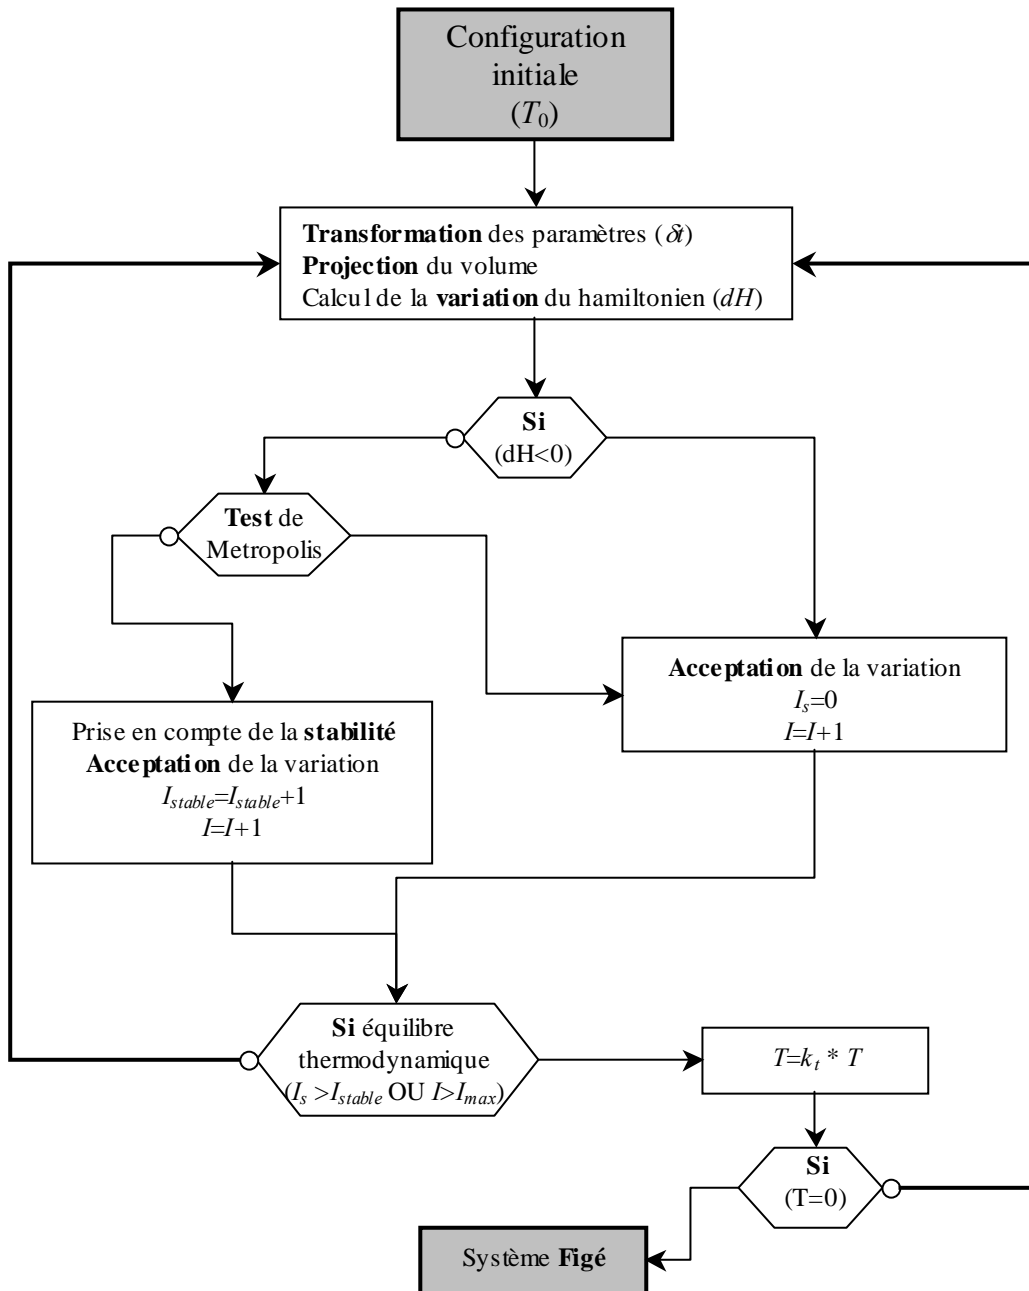 Configuration
initiale
(T0)
Transformation des paramètres (δt)
Projection du volume
Calcul de la variation du hamiltonien (dH)
Si
(dH<0)
Test de
Metropolis
Acceptation de la variation
Is=0
I=I+1
Prise en compte de la stabilité
Acceptation de la variation
Istable=Istable+1
I=I+1
Si équilibre
thermodynamique
(Is >Istable OU I>Imax)
T=kt * T
Si
(T=0)
Système Figé